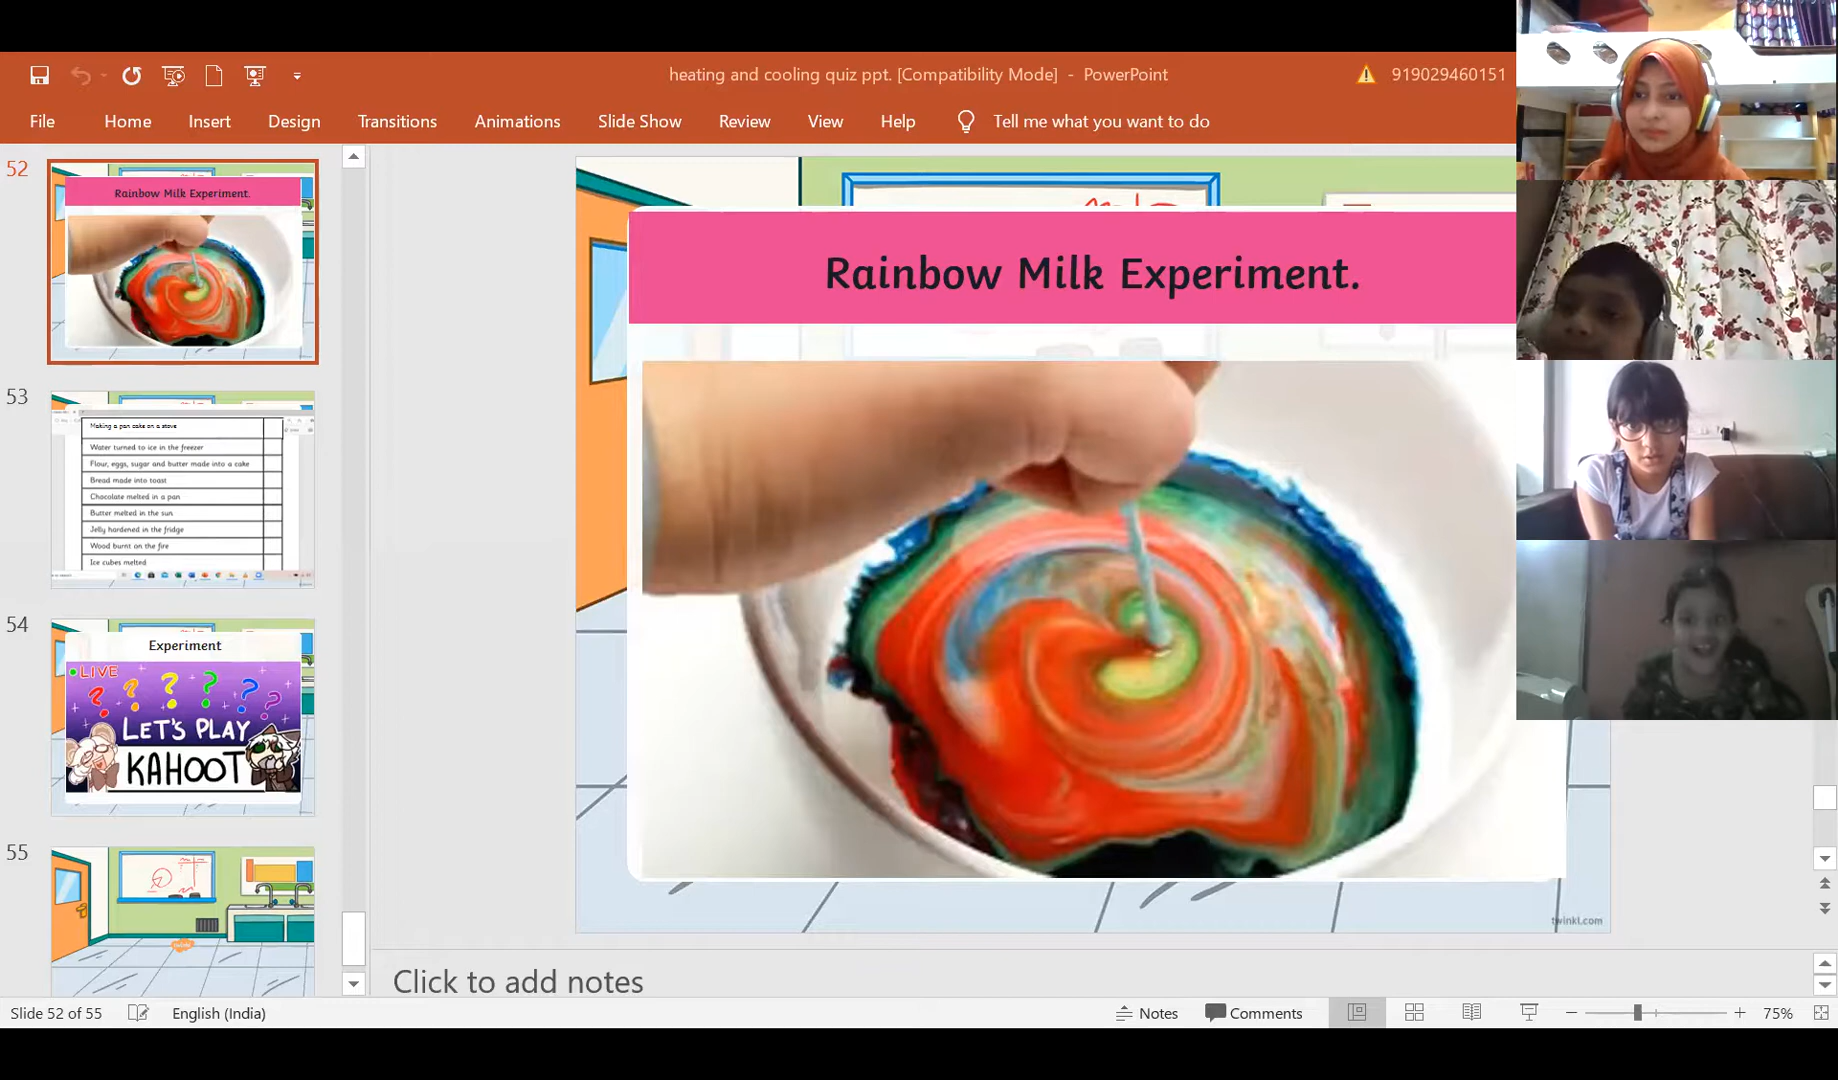 heating and cooling quiz ppt. [Compatibility Mode] - PowerPoint
919029460151
File Home Insert Design Transitions Animations Slide Show Review View Help Tell me what you want to do
52
Rainbow Milk Experiment.
53
Making a pan cake on a stove
Water turned to ice in the freezer
Flour, eggs, sugar and butter made into a cake
Bread made into toast
Chocolate melted in a pan
Butter melted in the sun
Jelly hardened in the fridge
Wood burnt on the fire
Ice cubes melted
54
Experiment
LIVE
LET'S PLAY
KAHOOT
55
Rainbow Milk Experiment.
twinkl.com
Click to add notes
Slide 52 of 55 English (India) Notes Comments 75%